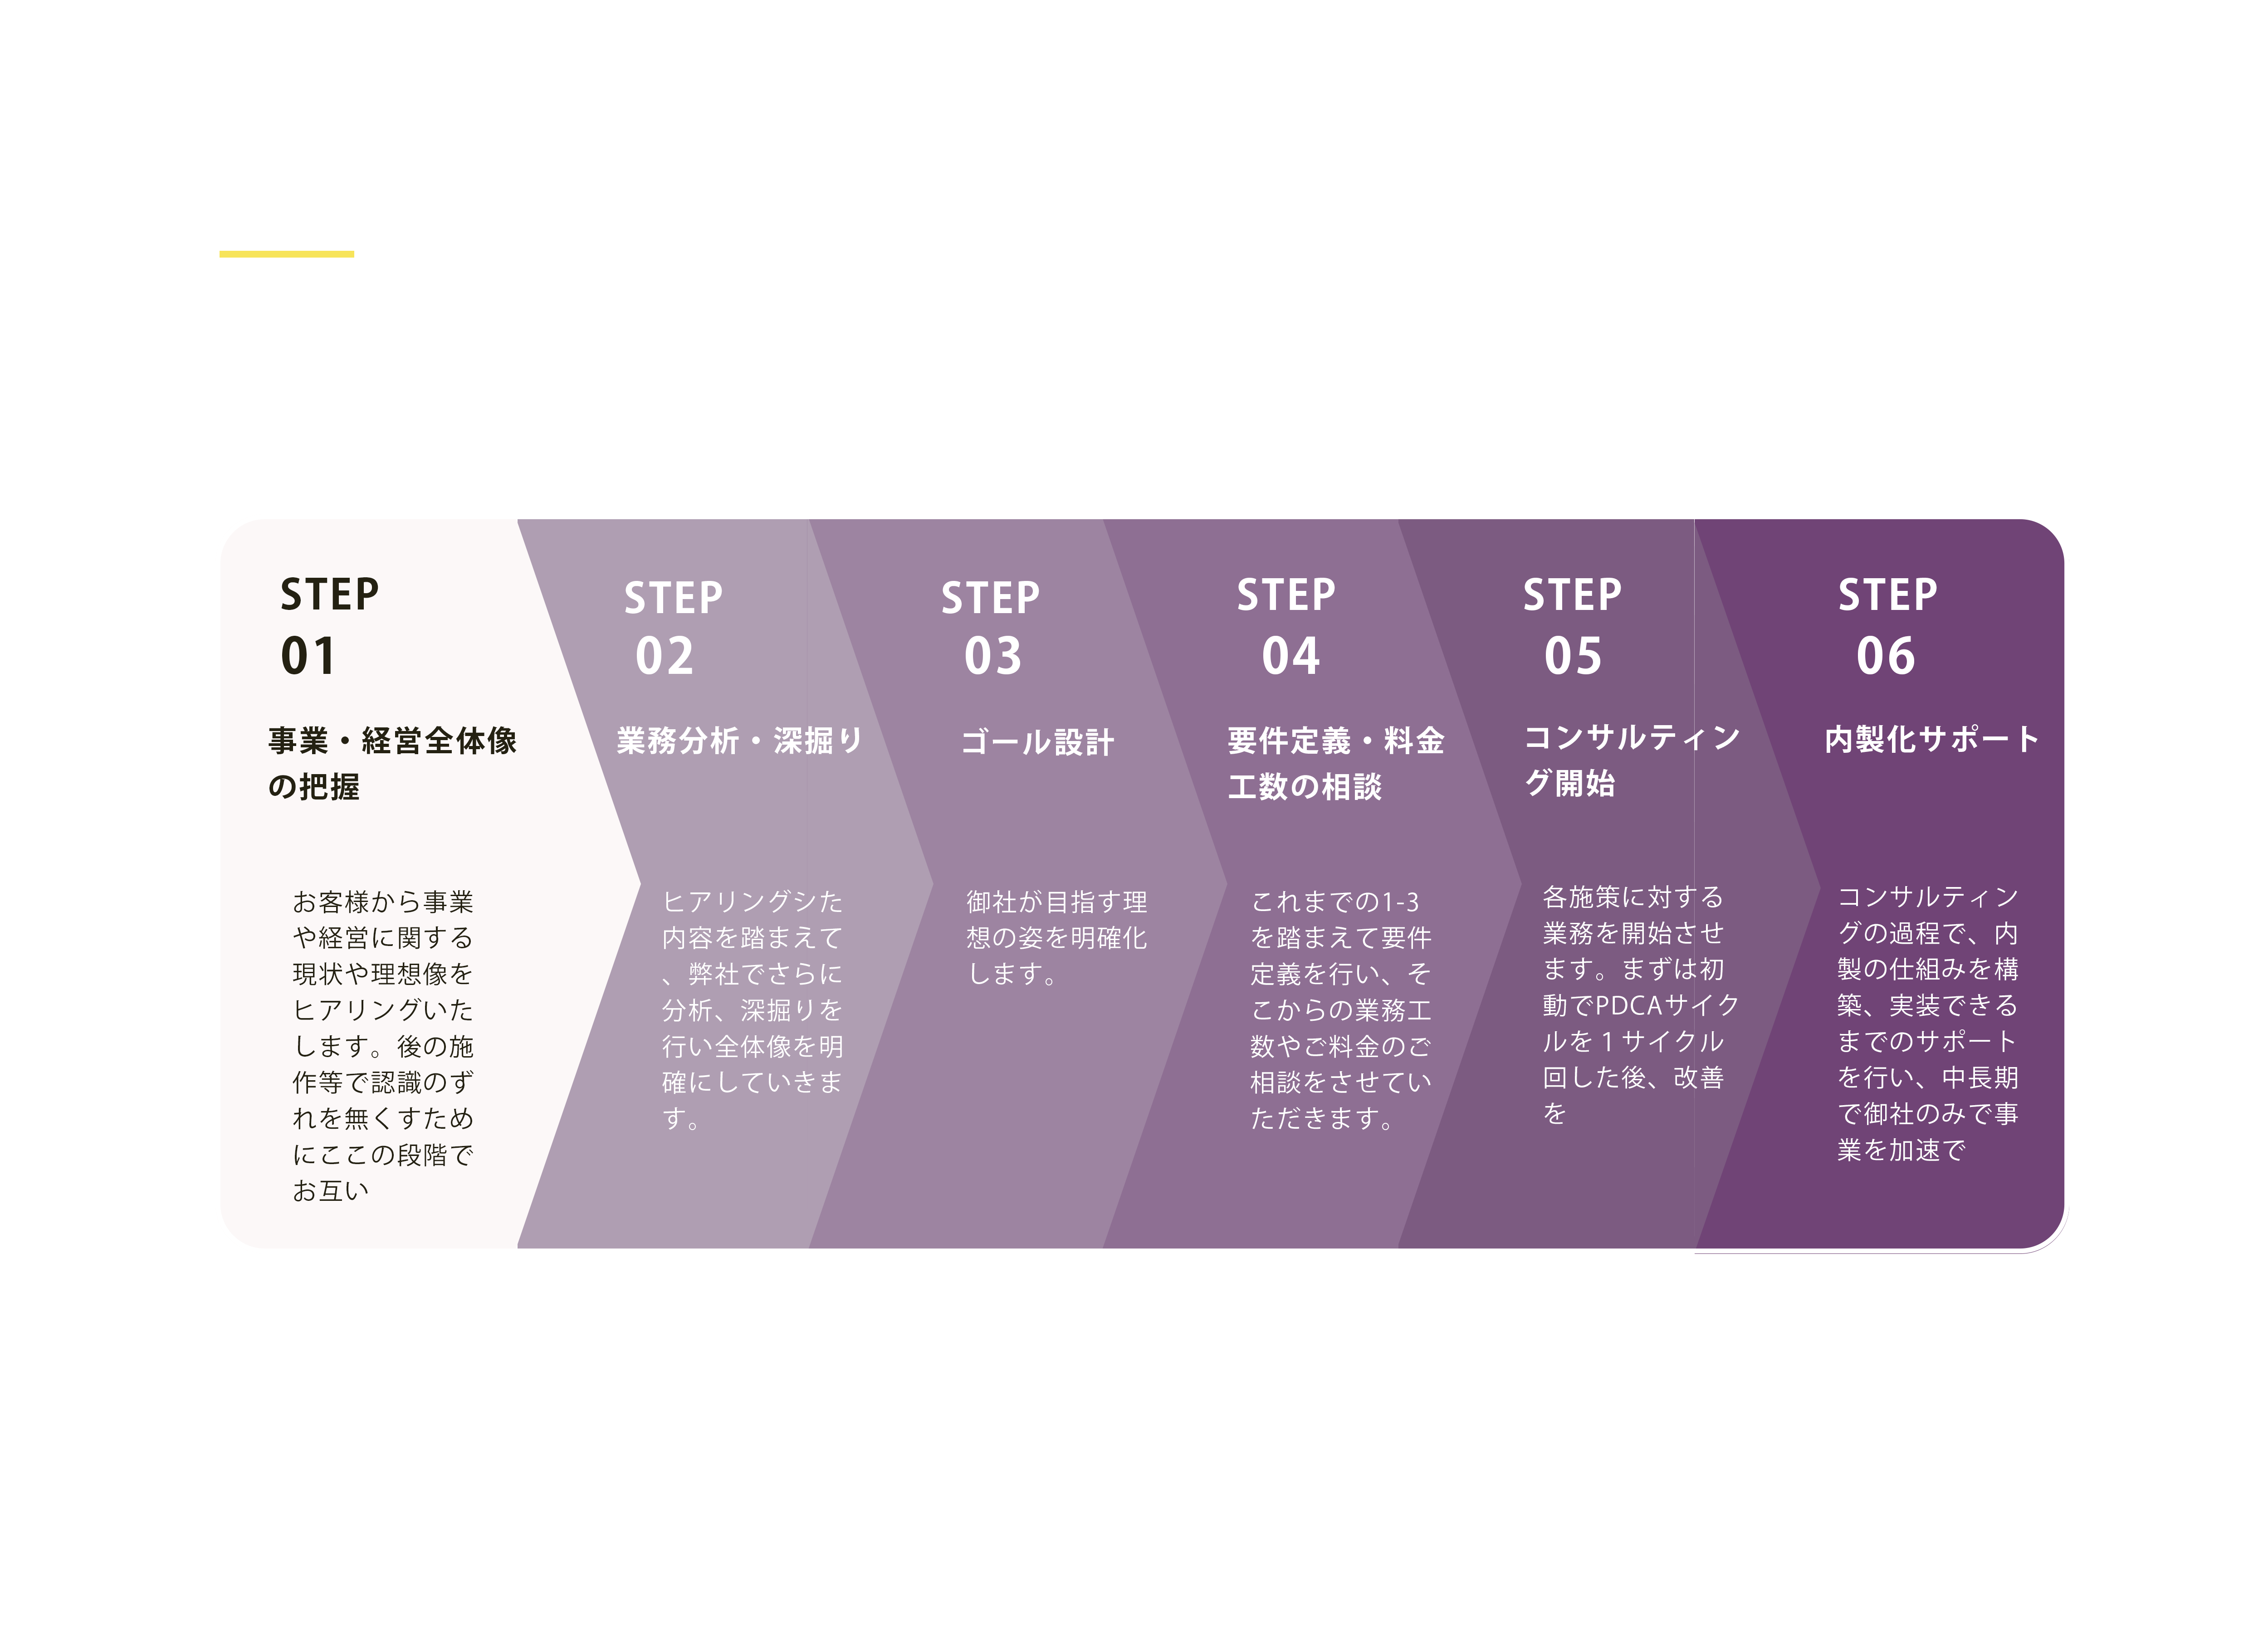 STEP
01
事業・経営全体像
の把握
お客様から事業
や経営に関する
現状や理想像を
ヒアリングいた
します。後の施
作等で認識のず
れを無くすため
にここの段階で
お互い
STEP
02
業務分析・深掘り
ヒアリングシた
内容を踏まえて
、弊社でさらに
分析、深掘りを
行い全体像を明
確にしていきま
す。
STEP
03
ゴール設計
御社が目指す理
想の姿を明確化
します。
STEP
04
要件定義・料金
工数の相談
これまでの1-3
を踏まえて要件
定義を行い、そ
こからの業務工
数やご料金のご
相談をさせてい
ただきます。
STEP
05
コンサルティン
グ開始
各施策に対する
業務を開始させ
ます。まずは初
動でPDCAサイク
ルを１サイクル
回した後、改善
を
STEP
06
内製化サポート
コンサルティン
グの過程で、内
製の仕組みを構
築、実装できる
までのサポート
を行い、中長期
で御社のみで事
業を加速で